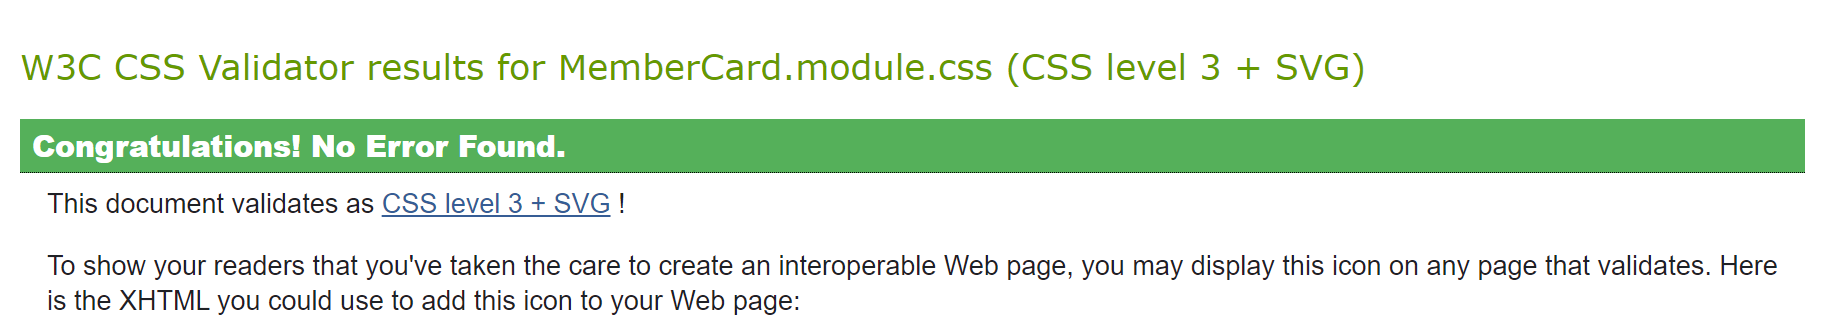 W3C CSS Validator results for MemberCard.module.css (CSS level 3 + SVG)
Congratulations! No Error Found.
This document validates as CSS level 3 + SVG !
To show your readers that you've taken the care to create an interoperable Web page, you may display this icon on any page that validates. Here
is the XHTML you could use to add this icon to your Web page: